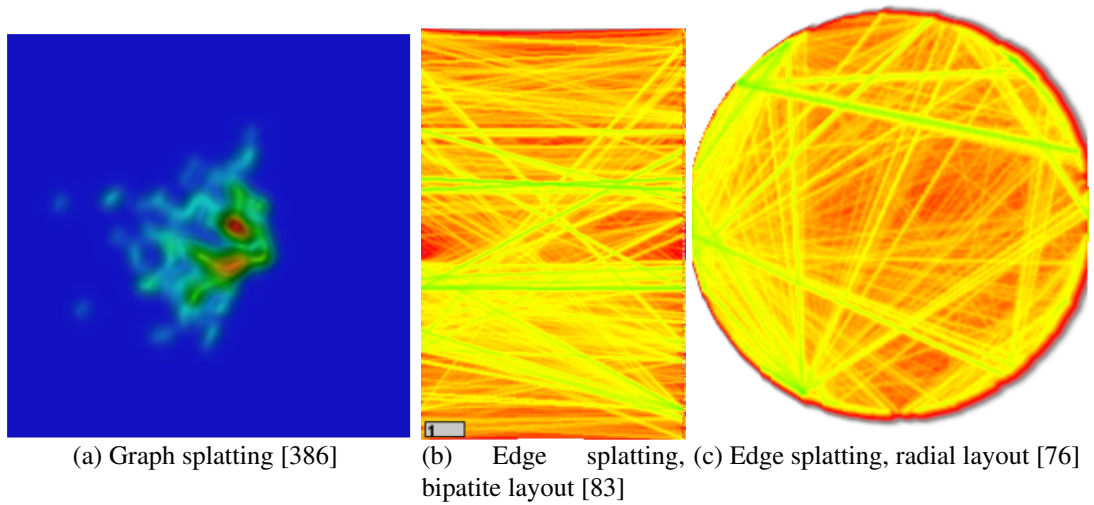 1
(a) Graph splatting [386]
(b) Edge splatting,
bipatite layout [83]
(c) Edge splatting, radial layout [76]